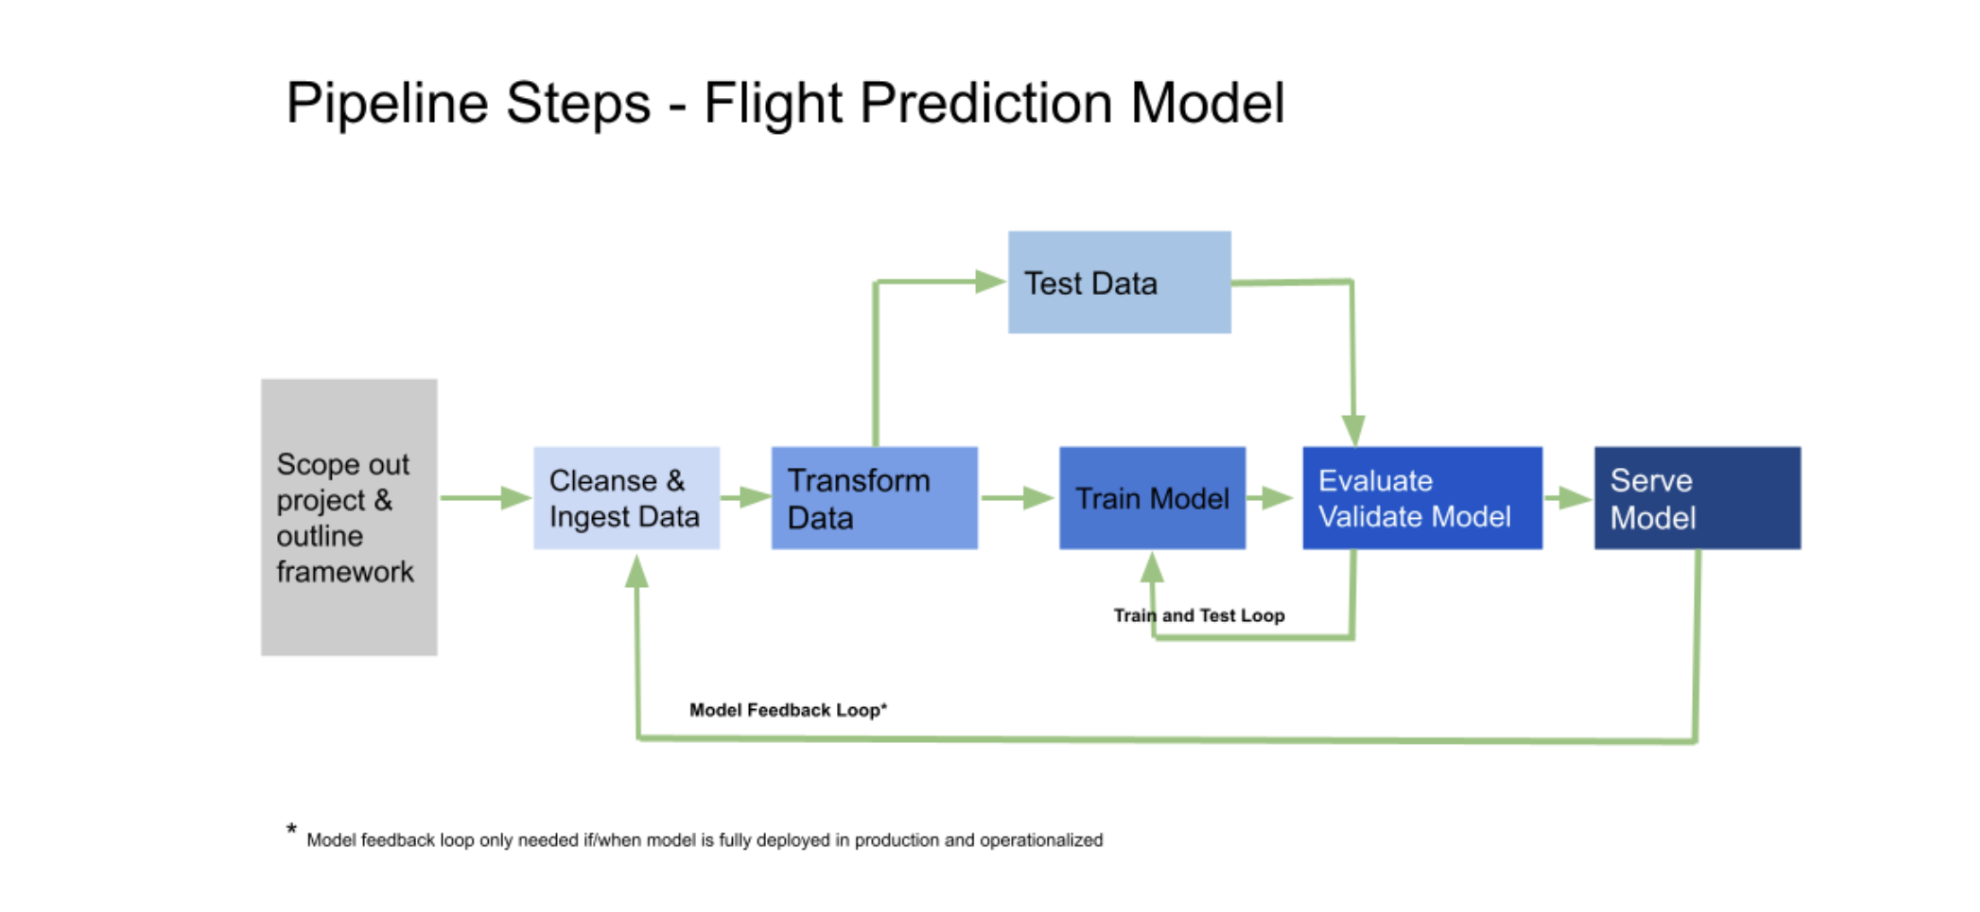 Pipeline Steps - Flight Prediction Model
Test Data
Scope out
project &
outline
framework
Cleanse &
Ingest Data
Transform
Data
Train Model
Evaluate
Validate Model
Serve
Model
Train and Test Loop
Model Feedback Loop*
* Model feedback loop only needed if/when model is fully deployed in production and operationalized